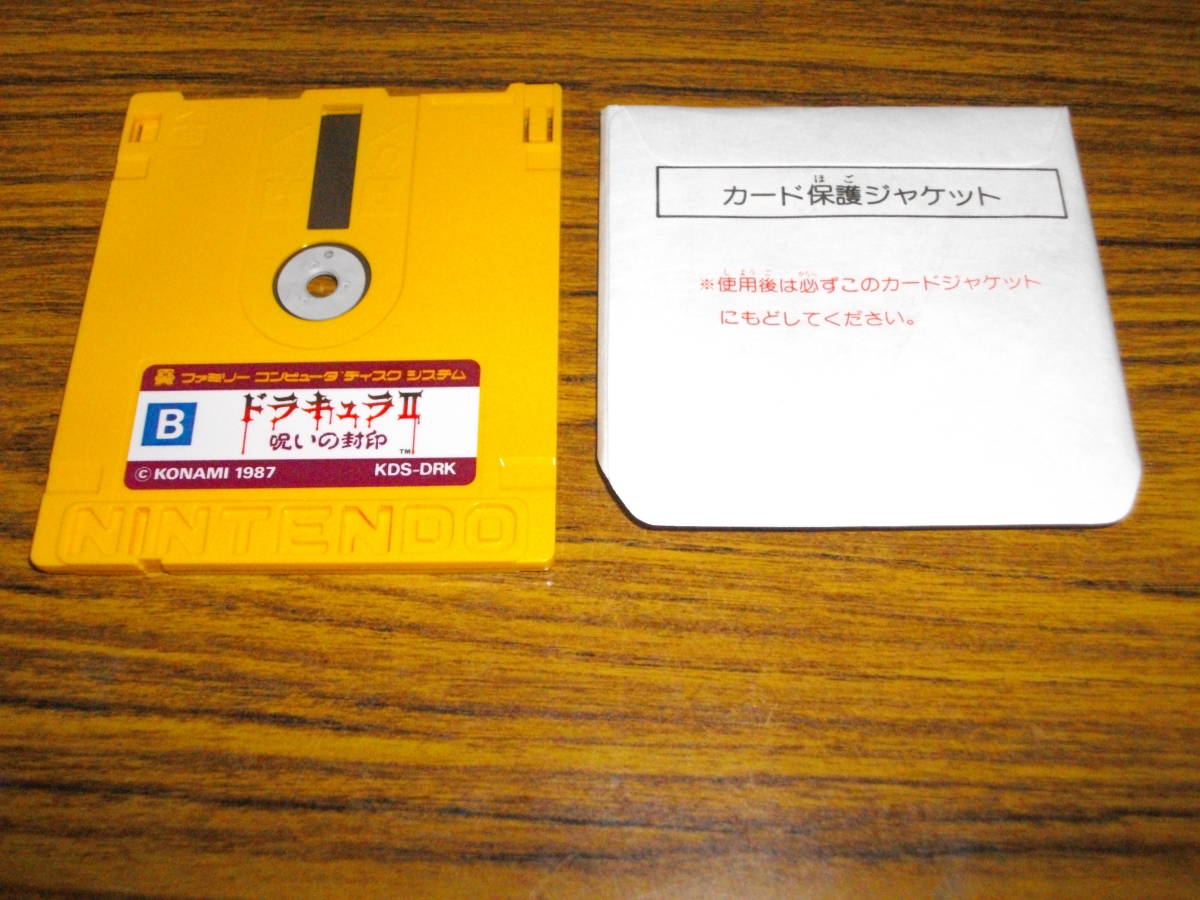 ファミリー コンピュータ ディスク システム
B
ドラキュラII
呪いの封印
TM
© KONAMI 1987 KDS-DRK
NINTENDO
ほご
カード保護ジャケット
しようご かなら
※使用後は必ずこのカードジャケット
にもどしてください。